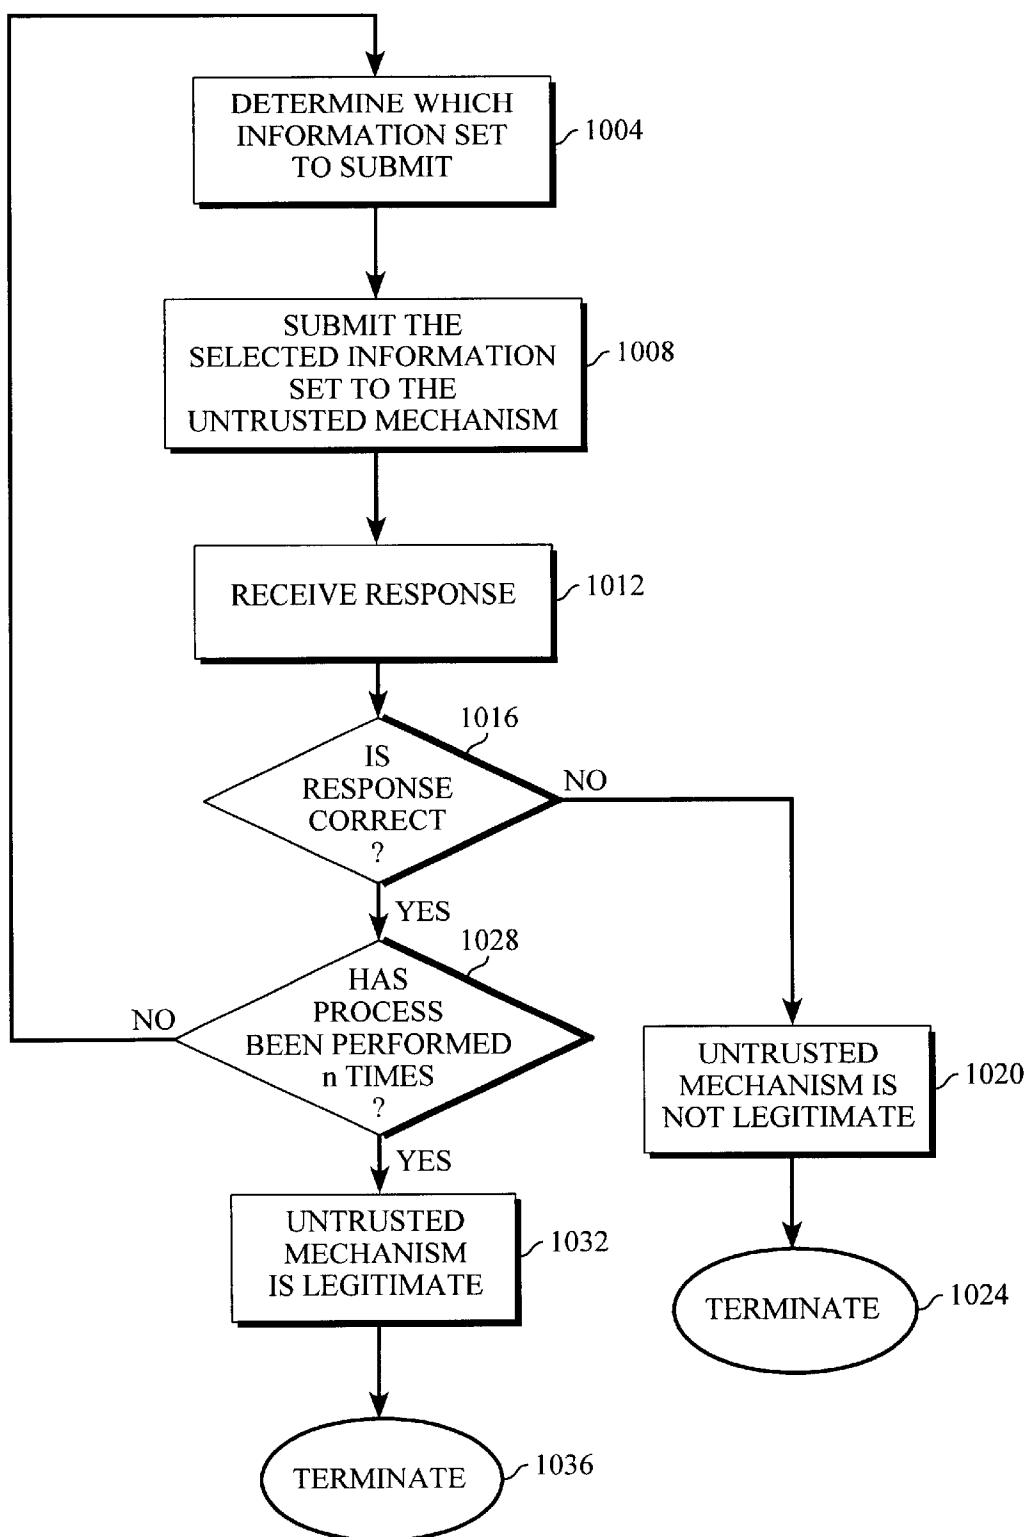 DETERMINE WHICH
INFORMATION SET
TO SUBMIT
1004
SUBMIT THE
SELECTED INFORMATION
SET TO THE
UNTRUSTED MECHANISM
1008
RECEIVE RESPONSE
1012
IS
RESPONSE
CORRECT
?
1016
NO
YES
HAS
PROCESS
BEEN PERFORMED
n TIMES
?
1028
NO
YES
UNTRUSTED
MECHANISM IS
NOT LEGITIMATE
1020
UNTRUSTED
MECHANISM
IS LEGITIMATE
1032
TERMINATE
1024
TERMINATE
1036